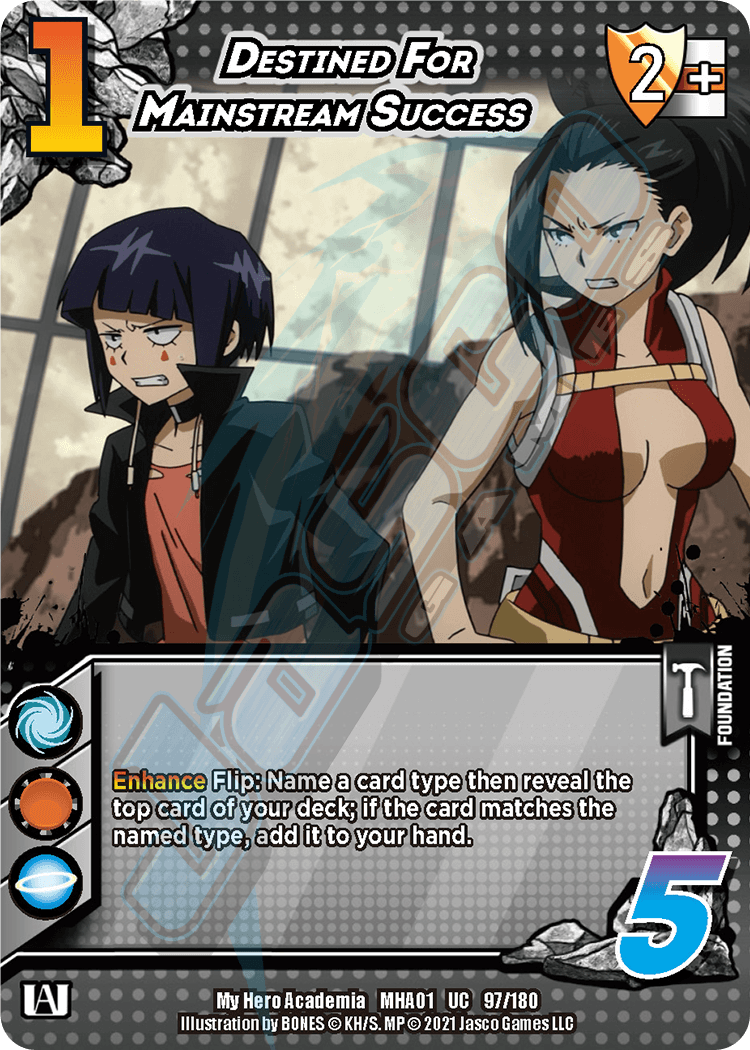 1
DESTINED FOR
MAINSTREAM SUCCESS
2 +
FOUNDATION
Enhance Flip: Name a card type then reveal the
top card of your deck; if the card matches the
named type, add it to your hand.
5
UA
My Hero Academia MHA01 UC 97/180
Illustration by BONES © KH/S. MP © 2021 Jasco Games LLC